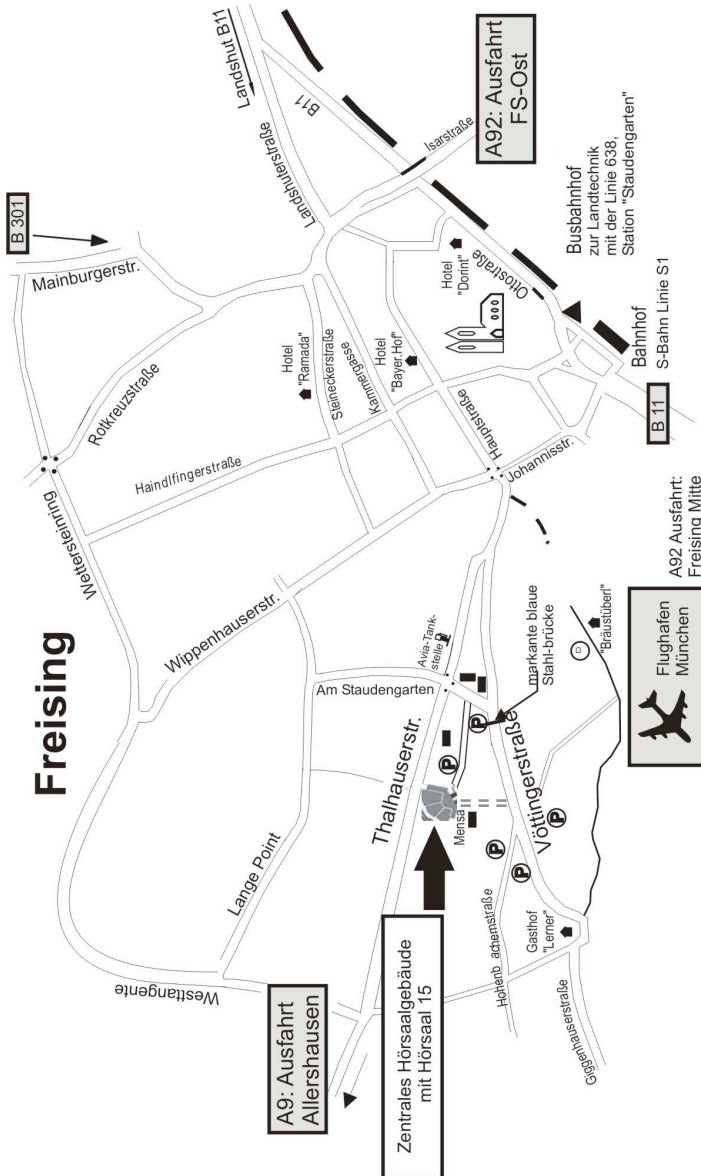 Freising
Landshut B11
B11
Landshuterstraße
Isarstraße
A92: Ausfahrt
FS-Ost
B 301
Mainburgerstr.
Rotkreuzstraße
Wettersteinring
Haindlfingerstraße
Hotel
"Ramada"
Steineckerstraße
Kammergasse
Hotel
"Bayer.Hof"
Hotel
"Dorint"
Ottostraße
Busbahnhof
zur Landtechnik
mit der Linie 638,
Station "Staudengarten"
Bahnhof
S-Bahn Linie S1
B 11
Hauptstraße
Johannisstr.
Wippenhauserstr.
Am Staudengarten
Avia-Tank-
stelle
markante blaue
Stahl-brücke
"Bräustüberl"
A92 Ausfahrt:
Freising Mitte
Flughafen
München
Thalhauserstr.
Vöttingerstraße
Lange Point
Westtangente
Mensa
P
P
P
P
P
Hohenb achernstraße
Gasthof
"Lerner"
Giggenhauserstraße
A9: Ausfahrt
Allershausen
Zentrales Hörsaalgebäude
mit Hörsaal 15